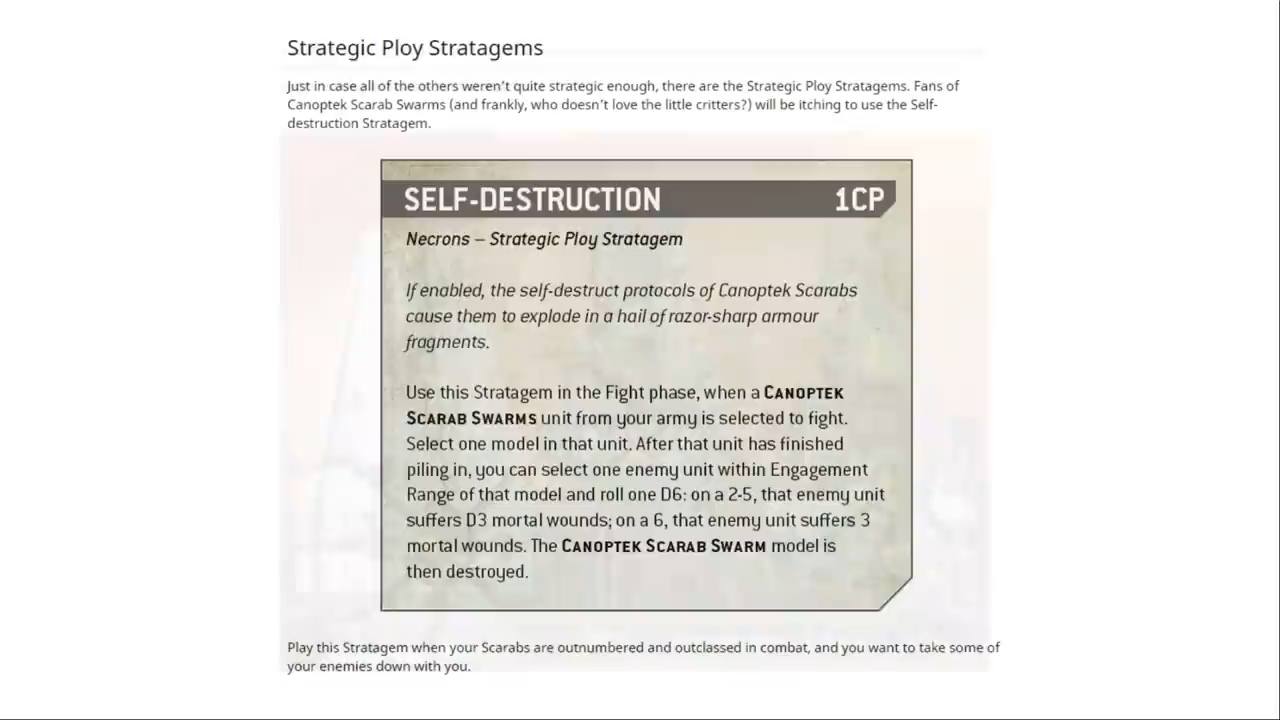 Strategic Ploy Stratagems
Just in case all of the others weren't quite strategic enough, there are the Strategic Ploy Stratagems. Fans of
Canoptek Scarab Swarms (and frankly, who doesn't love the little critters?) will be itching to use the Self-
destruction Stratagem.
SELF-DESTRUCTION 1CP
Necrons – Strategic Ploy Stratagem
If enabled, the self-destruct protocols of Canoptek Scarabs
cause them to explode in a hail of razor-sharp armour
fragments.
Use this Stratagem in the Fight phase, when a CANOPTEK
SCARAB SWARMS unit from your army is selected to fight.
Select one model in that unit. After that unit has finished
piling in, you can select one enemy unit within Engagement
Range of that model and roll one D6: on a 2-5, that enemy unit
suffers D3 mortal wounds; on a 6, that enemy unit suffers 3
mortal wounds. The CANOPTEK SCARAB SWARM model is
then destroyed.
Play this Stratagem when your Scarabs are outnumbered and outclassed in combat, and you want to take some of
your enemies down with you.